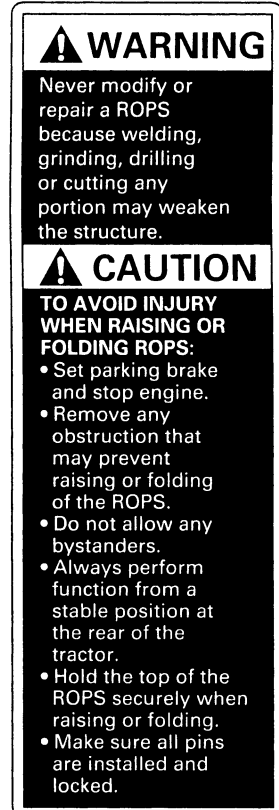 WARNING
Never modify or
repair a ROPS
because welding,
grinding, drilling
or cutting any
portion may weaken
the structure.
CAUTION
TO AVOID INJURY
WHEN RAISING OR
FOLDING ROPS:
• Set parking brake
and stop engine.
• Remove any
obstruction that
may prevent
raising or folding
of the ROPS.
• Do not allow any
bystanders.
• Always perform
function from a
stable position at
the rear of the
tractor.
• Hold the top of the
ROPS securely when
raising or folding.
• Make sure all pins
are installed and
locked.